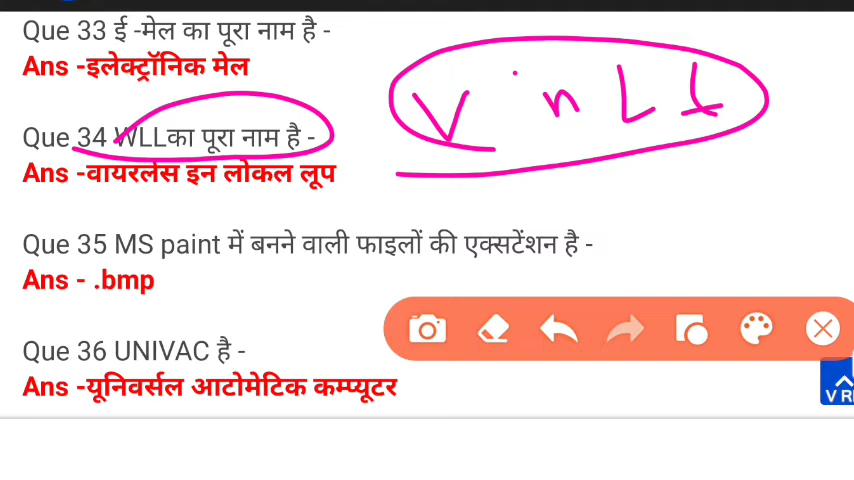 Que 33 ई -मेल का पूरा नाम है -
Ans -इलेक्ट्रॉनिक मेल
V n L L
Que 34 WLLका पूरा नाम है -
Ans -वायरलेस इन लोकल लूप
Que 35 MS paint में बनने वाली फाइलों की एक्सटेंशन है -
Ans - .bmp
Que 36 UNIVAC है -
Ans -यूनिवर्सल आटोमेटिक कम्प्यूटर